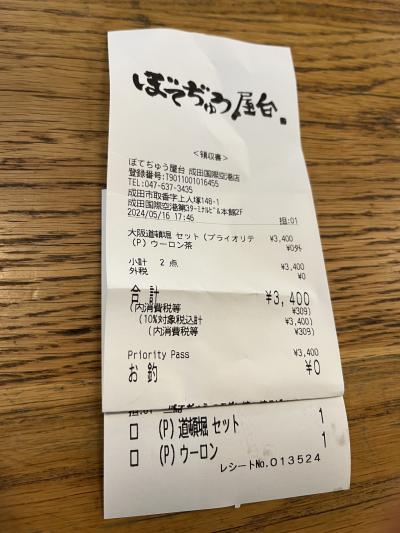 ぼてぢゅう屋台
<領収書>
ぼてぢゅう屋台 成田国際空港店
登録番号:T9011001016455
TEL:047-637-3435
成田市取香字上人塚148-1
成田国際空港第3ターミナルビル本館2F
2024/05/16 17:46 担:01
大阪道頓堀 セット (プライオリテ ¥3,400
(P) ウーロン茶 ¥0外
小計 2 点 ¥3,400
外税 ¥0
合計 ¥3,400
(内消費税等 ¥309)
(10%対象税込計 ¥3,400)
(内消費税等 ¥309)
Priority Pass ¥3,400
お釣 ¥0
担:01
□ (P) 道頓堀 セット 1
□ (P) ウーロン 1
レシートNo.013524